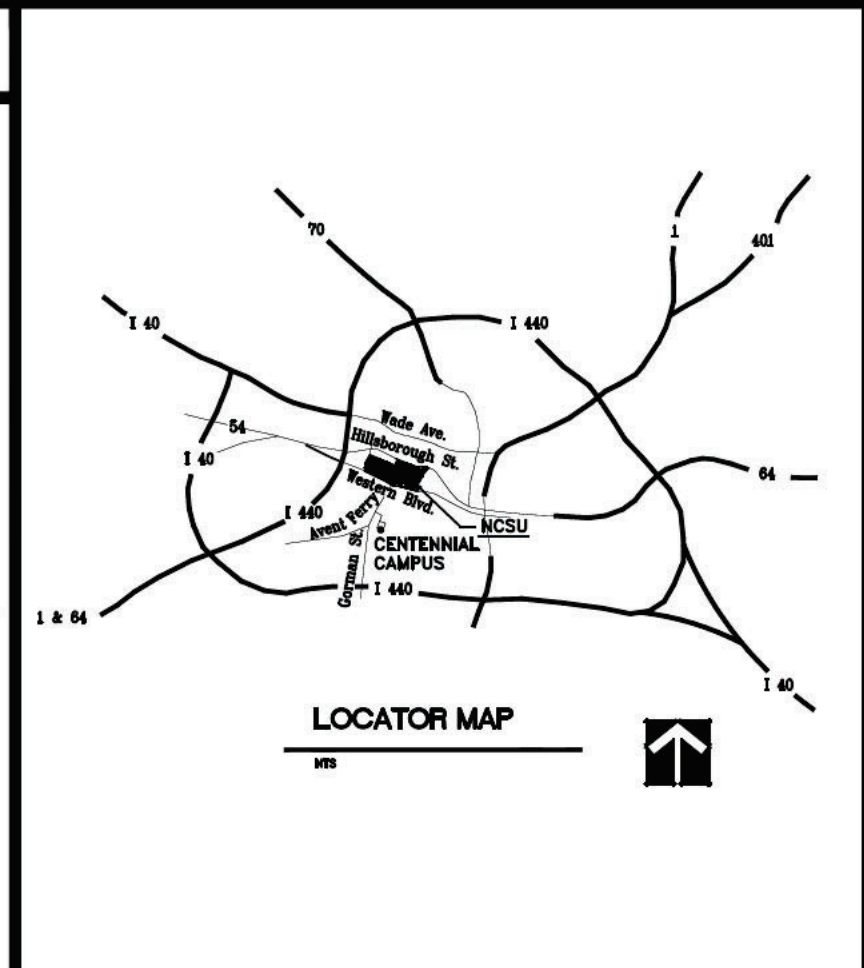 70
1
401
I 40
I 440
Wade Ave.
54
Hillsborough St.
I 40
64
Western Blvd.
I 440
Avent Ferry
NCSU
CENTENNIAL
CAMPUS
Gorman St.
I 440
1 & 64
I 40
LOCATOR MAP
NTS